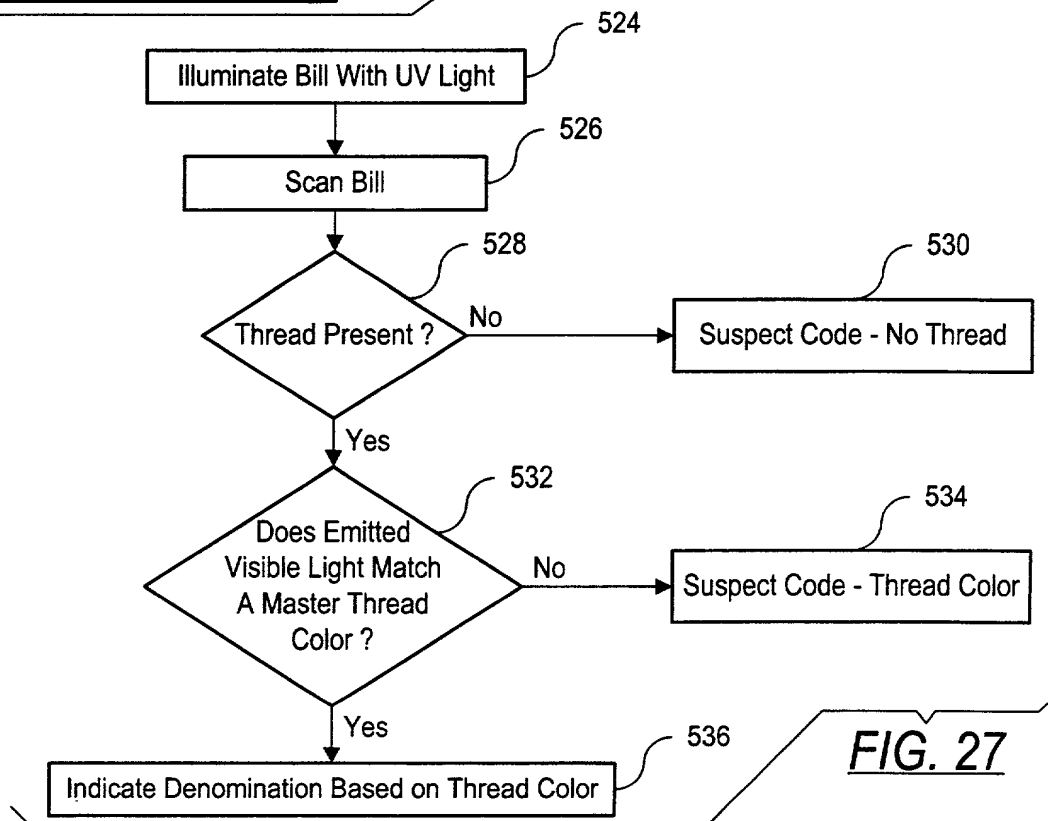 524
Illuminate Bill With UV Light
526
Scan Bill
528
530
Thread Present ?
No
Suspect Code - No Thread
Yes
532
534
Does Emitted
Visible Light Match
A Master Thread
Color ?
No
Suspect Code - Thread Color
Yes
536
Indicate Denomination Based on Thread Color
FIG. 27